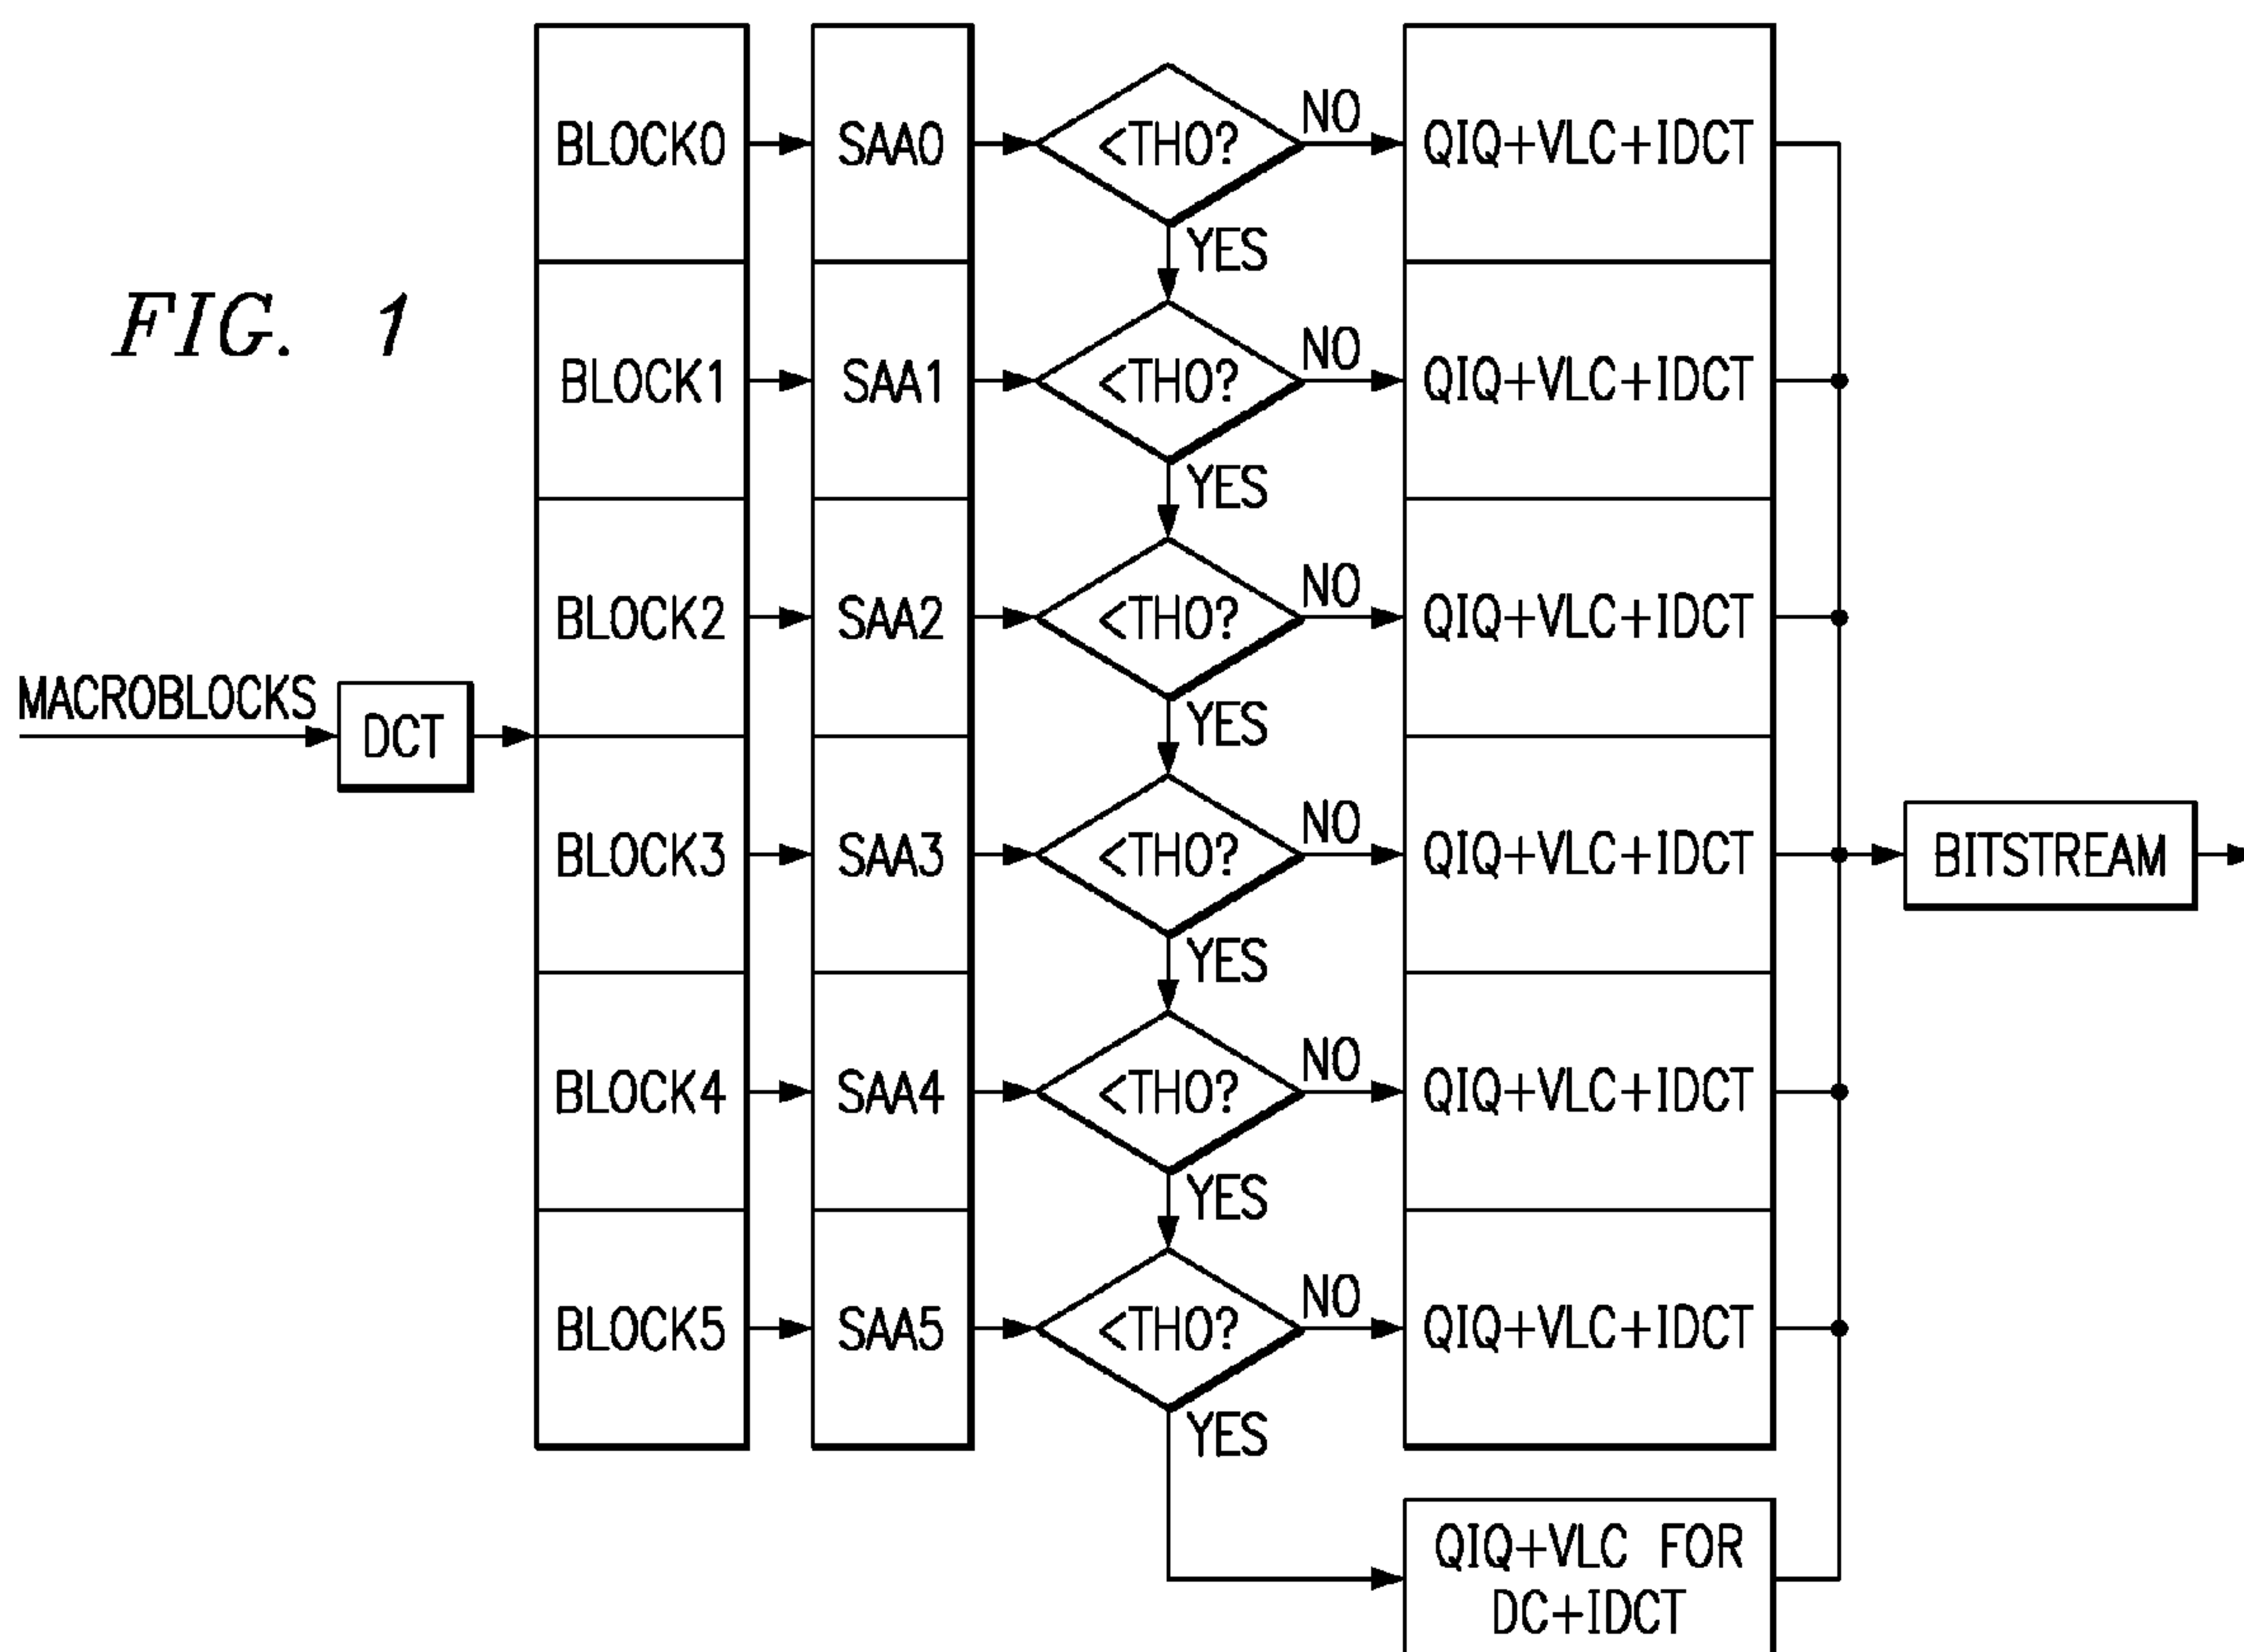 FIG. 1
MACROBLOCKS
DCT
BLOCK0
SAA0
<TH0?
NO
QIQ+VLC+IDCT
YES
BLOCK1
SAA1
<TH0?
NO
QIQ+VLC+IDCT
YES
BLOCK2
SAA2
<TH0?
NO
QIQ+VLC+IDCT
YES
BLOCK3
SAA3
<TH0?
NO
QIQ+VLC+IDCT
YES
BLOCK4
SAA4
<TH0?
NO
QIQ+VLC+IDCT
YES
BLOCK5
SAA5
<TH0?
NO
QIQ+VLC+IDCT
YES
QIQ+VLC FOR
DC+IDCT
BITSTREAM